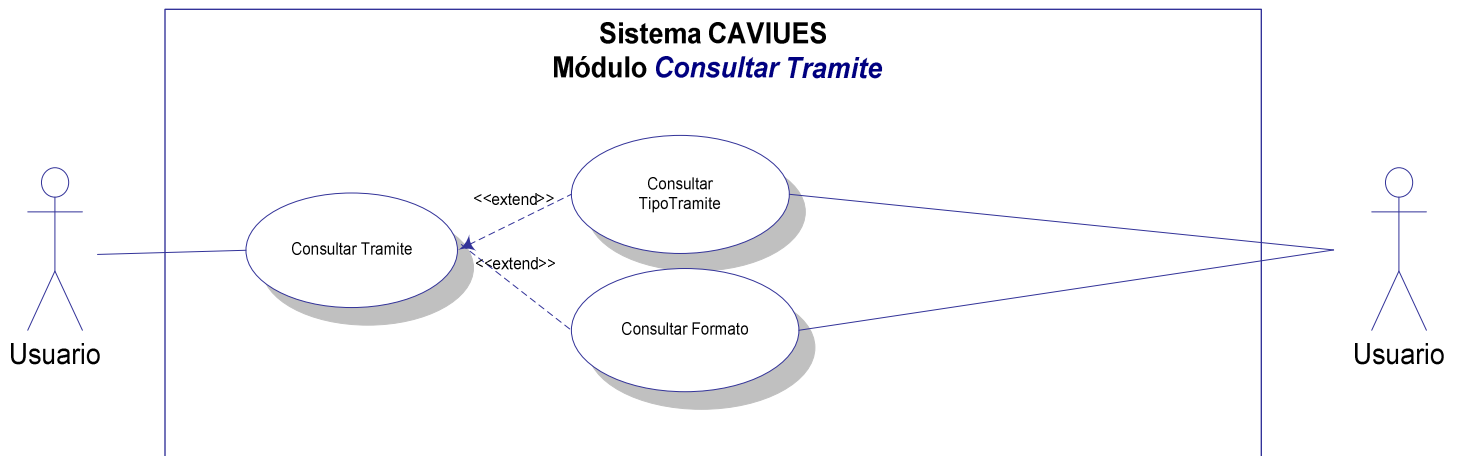 Sistema CAVIUES
Módulo Consultar Tramite
Consultar
TipoTramite
<<extend>>
Consultar Tramite
<<extend>>
Consultar Formato
Usuario
Usuario